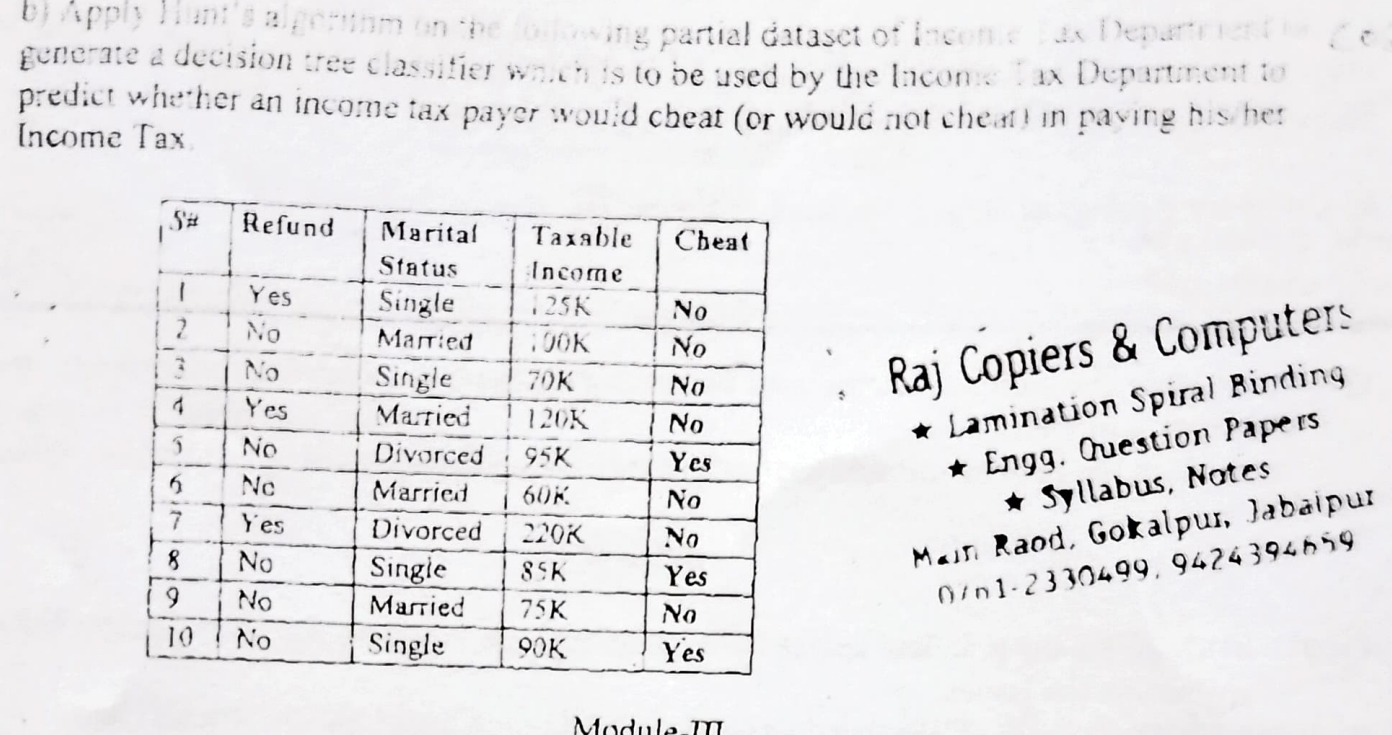 b) Apply Hunt's algorithm on the following partial dataset of Income Tax Department to
generate a decision tree classifier which is to be used by the Income Tax Department to
predict whether an income tax payer would cheat (or would not cheat) in paying his/her
Income Tax.
S# Refund Marital Status Taxable Income Cheat
1 Yes Single 125K No
2 No Married 100K No
3 No Single 70K No
4 Yes Married 120K No
5 No Divorced 95K Yes
6 No Married 60K No
7 Yes Divorced 220K No
8 No Single 85K Yes
9 No Married 75K No
10 No Single 90K Yes
Raj Copiers & Computers
★ Lamination Spiral Binding
★ Engg. Question Papers
★ Syllabus, Notes
Main Raod, Gokalpur, Jabalpur
0761-2330499, 9424394659
Module-III